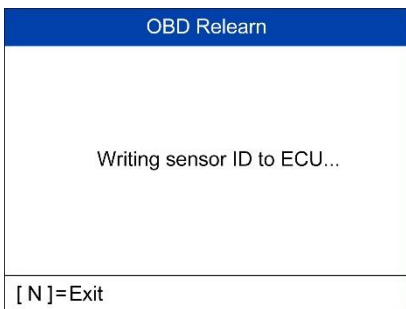 OBD Relearn
Writing sensor ID to ECU...
[ N ]=Exit